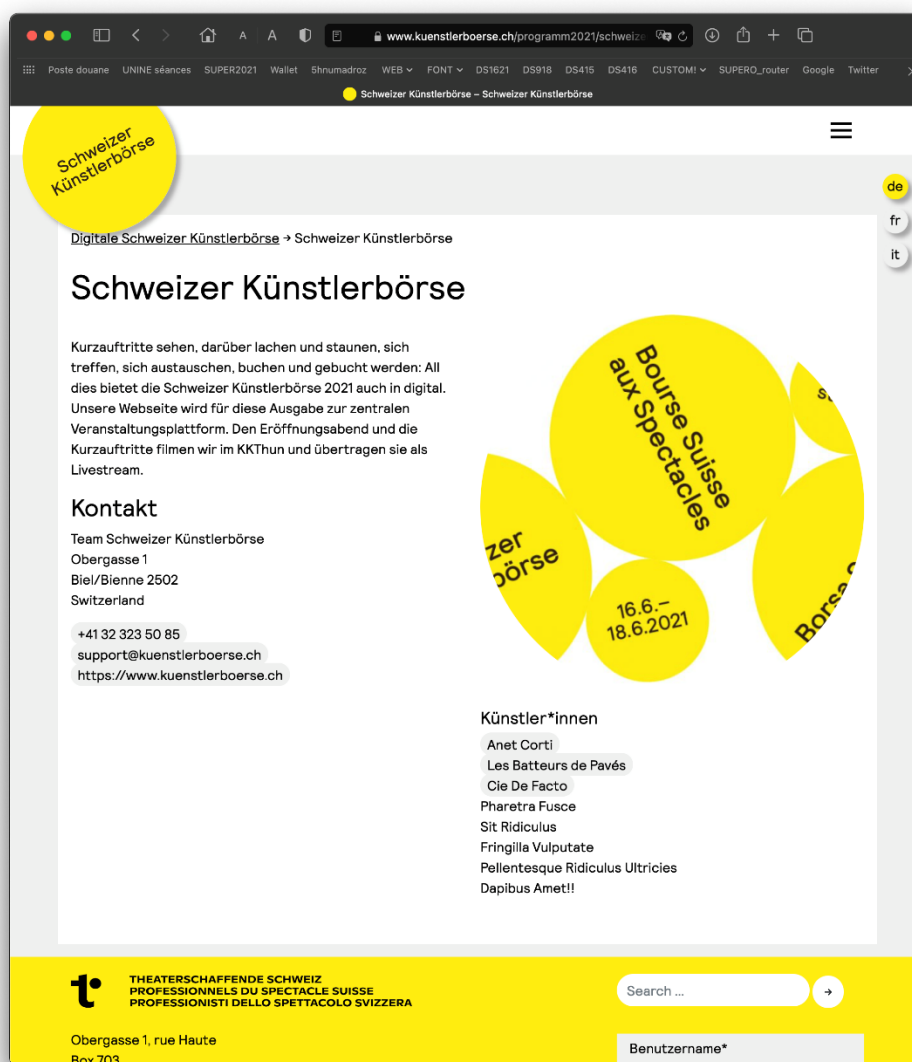 A A www.kuenstlerboerse.ch/programm2021/schweize
Poste douane UNINE séances SUPER2021 Wallet 5hnumadroz WEB FONT DS1621 DS918 DS415 DS416 CUSTOM! SUPERO_router Google Twitter
Schweizer Künstlerbörse – Schweizer Künstlerbörse
Schweizer
Künstlerbörse
de
fr
it
Digitale Schweizer Künstlerbörse → Schweizer Künstlerbörse
Schweizer Künstlerbörse
Kurzauftritte sehen, darüber lachen und staunen, sich
treffen, sich austauschen, buchen und gebucht werden: All
dies bietet die Schweizer Künstlerbörse 2021 auch in digital.
Unsere Webseite wird für diese Ausgabe zur zentralen
Veranstaltungsplattform. Den Eröffnungsabend und die
Kurzauftritte filmen wir im KKThun und übertragen sie als
Livestream.
Kontakt
Team Schweizer Künstlerbörse
Obergasse 1
Biel/Bienne 2502
Switzerland
+41 32 323 50 85
support@kuenstlerboerse.ch
https://www.kuenstlerboerse.ch
Bourse Suisse
aux Spectacles
zer
börse
16.6.–
18.6.2021
Borsa
Künstler*innen
Anet Corti
Les Batteurs de Pavés
Cie De Facto
Pharetra Fusce
Sit Ridiculus
Fringilla Vulputate
Pellentesque Ridiculus Ultricies
Dapibus Amet!!
t
THEATERSCHAFFENDE SCHWEIZ
PROFESSIONNELS DU SPECTACLE SUISSE
PROFESSIONISTI DELLO SPETTACOLO SVIZZERA
Search ...
→
Obergasse 1, rue Haute
Box 703
Benutzername*